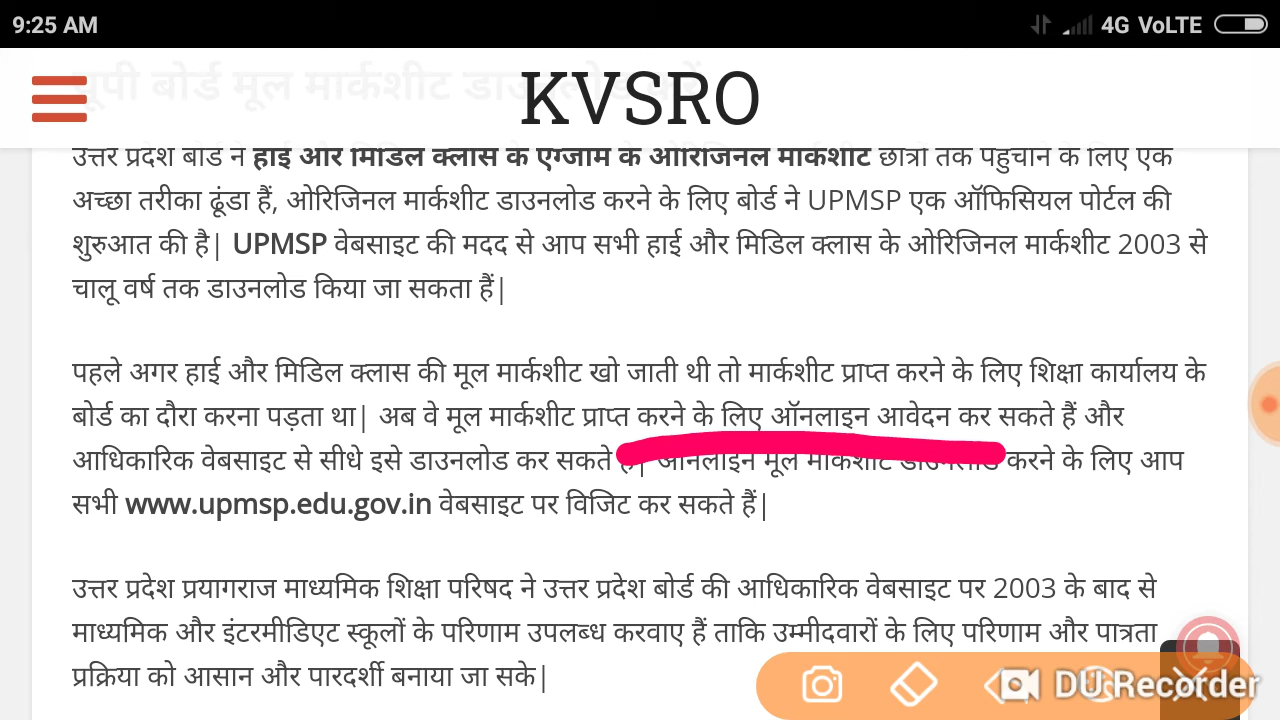 9:25 AM
4G VoLTE
KVSRO
यूपी बोर्ड मूल मार्कशीट
उत्तर प्रदेश बोर्ड ने हाई और मिडिल क्लास के एग्जाम के ओरिजिनल मार्कशीट छात्रों तक पहुंचाने के लिए एक
अच्छा तरीका ढूंडा हैं, ओरिजिनल मार्कशीट डाउनलोड करने के लिए बोर्ड ने UPMSP एक ऑफिसियल पोर्टल की
शुरुआत की है| UPMSP वेबसाइट की मदद से आप सभी हाई और मिडिल क्लास के ओरिजिनल मार्कशीट 2003 से
चालू वर्ष तक डाउनलोड किया जा सकता हैं|
पहले अगर हाई और मिडिल क्लास की मूल मार्कशीट खो जाती थी तो मार्कशीट प्राप्त करने के लिए शिक्षा कार्यालय के
बोर्ड का दौरा करना पड़ता था| अब वे मूल मार्कशीट प्राप्त करने के लिए ऑनलाइन आवेदन कर सकते हैं और
आधिकारिक वेबसाइट से सीधे इसे डाउनलोड कर सकते हैं| ऑनलाइन मूल मार्कशीट डाउनलोड करने के लिए आप
सभी www.upmsp.edu.gov.in वेबसाइट पर विजिट कर सकते हैं|
उत्तर प्रदेश प्रयागराज माध्यमिक शिक्षा परिषद ने उत्तर प्रदेश बोर्ड की आधिकारिक वेबसाइट पर 2003 के बाद से
माध्यमिक और इंटरमीडिएट स्कूलों के परिणाम उपलब्ध करवाए हैं ताकि उम्मीदवारों के लिए परिणाम और पात्रता
प्रक्रिया को आसान और पारदर्शी बनाया जा सके|
DU Recorder